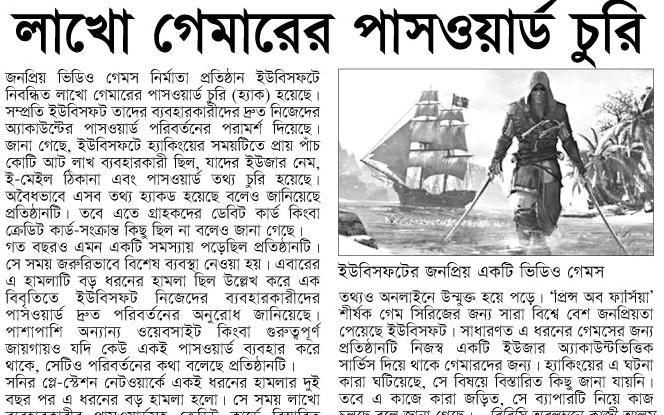 লাখো গেমারের পাসওয়ার্ড চুরি
জনপ্রিয় ভিডিও গেমস নির্মাতা প্রতিষ্ঠান ইউবিসফটে
নিবন্ধিত লাখো গেমারের পাসওয়ার্ড চুরি (হ্যাক) হয়েছে।
সম্প্রতি ইউবিসফট তাদের ব্যবহারকারীদের দ্রুত নিজেদের
অ্যাকাউন্টের পাসওয়ার্ড পরিবর্তনের পরামর্শ দিয়েছে।
জানা গেছে, ইউবিসফটে হ্যাকিংয়ের সময়টিতে প্রায় পাঁচ
কোটি আট লাখ ব্যবহারকারী ছিল, যাদের ইউজার নেম,
ই-মেইল ঠিকানা এবং পাসওয়ার্ড তথ্য চুরি হয়েছে।
অবৈধভাবে এসব তথ্য হ্যাকড হয়েছে বলেও জানিয়েছে
প্রতিষ্ঠানটি। তবে এতে গ্রাহকদের ডেবিট কার্ড কিংবা
ক্রেডিট কার্ড-সংক্রান্ত কিছু ছিল না বলেও জানা গেছে।
গত বছরও এমন একটি সমস্যায় পড়েছিল প্রতিষ্ঠানটি।
সে সময় জরুরিভাবে বিশেষ ব্যবস্থা নেওয়া হয়। এবারের
এ হামলাটি বড় ধরনের হামলা ছিল উল্লেখ করে এক
বিবৃতিতে ইউবিসফট নিজেদের ব্যবহারকারীদের
পাসওয়ার্ড দ্রুত পরিবর্তনের অনুরোধ জানিয়েছে।
পাশাপাশি অন্যান্য ওয়েবসাইট কিংবা গুরুত্বপূর্ণ
জায়গায়ও যদি কেউ একই পাসওয়ার্ড ব্যবহার করে
থাকে, সেটিও পরিবর্তনের কথা বলেছে প্রতিষ্ঠানটি।
সনির প্লে-স্টেশন নেটওয়ার্কে একই ধরনের হামলার দুই
বছর পর এ ধরনের বড় হামলা হলো। সে সময় লাখো
ইউবিসফটের জনপ্রিয় একটি ভিডিও গেমস
তথ্যও অনলাইনে উন্মুক্ত হয়ে পড়ে। ‘প্রিন্স অব ফার্সিয়া’
শীর্ষক গেম সিরিজের জন্য সারা বিশ্বে বেশ জনপ্রিয়তা
পেয়েছে ইউবিসফট। সাধারণত এ ধরনের গেমসের জন্য
প্রতিষ্ঠানটি নিজস্ব একটি ইউজার অ্যাকাউন্টভিত্তিক
সার্ভিস দিয়ে থাকে গেমারদের জন্য। হ্যাকিংয়ের এ ঘটনা
কারা ঘটিয়েছে, সে বিষয়ে বিস্তারিত কিছু জানা যায়নি।
তবে এ কাজে কারা জড়িত, সে ব্যাপারটি নিয়ে কাজ